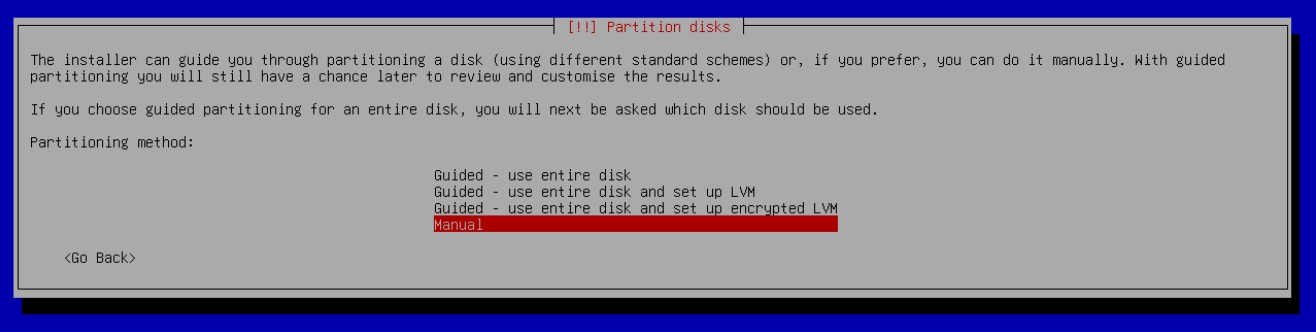 [!!] Partition disks
The installer can guide you through partitioning a disk (using different standard schemes) or, if you prefer, you can do it manually. With guided
partitioning you will still have a chance later to review and customise the results.
If you choose guided partitioning for an entire disk, you will next be asked which disk should be used.
Partitioning method:
Guided - use entire disk
Guided - use entire disk and set up LVM
Guided - use entire disk and set up encrypted LVM
Manual
<Go Back>